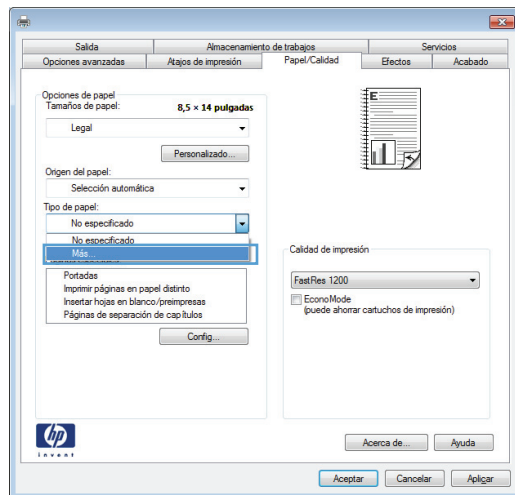 Salida
Almacenamiento de trabajos
Servicios
Opciones avanzadas
Atajos de impresión
Papel/Calidad
Efectos
Acabado
Opciones de papel
Tamaños de papel:
8,5 × 14 pulgadas
Legal
Personalizado...
Origen del papel:
Selección automática
Tipo de papel:
No especificado
No especificado
Más...
Portadas
Imprimir páginas en papel distinto
Insertar hojas en blanco/preimpresas
Páginas de separación de capítulos
Config...
E
Calidad de impresión
FastRes 1200
EconoMode
(puede ahorrar cartuchos de impresión)
hp
invent
Acerca de...
Ayuda
Aceptar
Cancelar
Aplicar